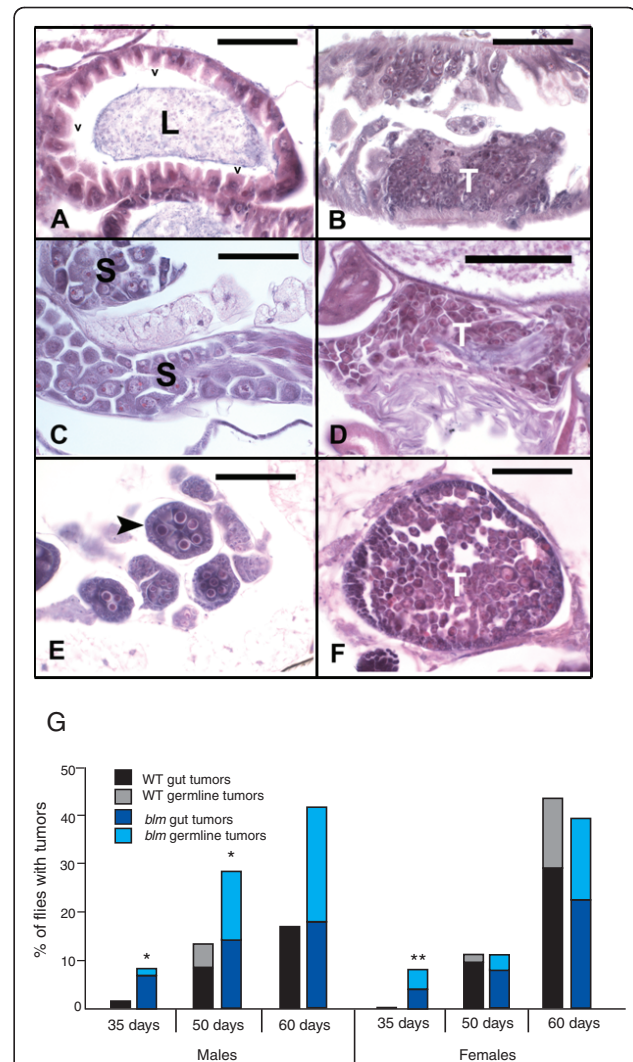 L
v
v
v
A
T
B
S
S
C
T
D
E
T
F
G
% of flies with tumors
50
40
30
20
10
0
WT gut tumors
WT germline tumors
blm gut tumors
blm germline tumors
*
*
**
35 days
50 days
60 days
35 days
50 days
60 days
Males
Females